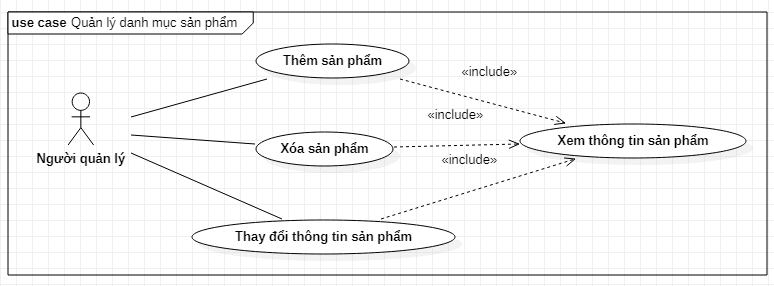 use case Quản lý danh mục sản phẩm
Thêm sản phẩm
«include»
«include»
Người quản lý
Xóa sản phẩm
Xem thông tin sản phẩm
«include»
Thay đổi thông tin sản phẩm